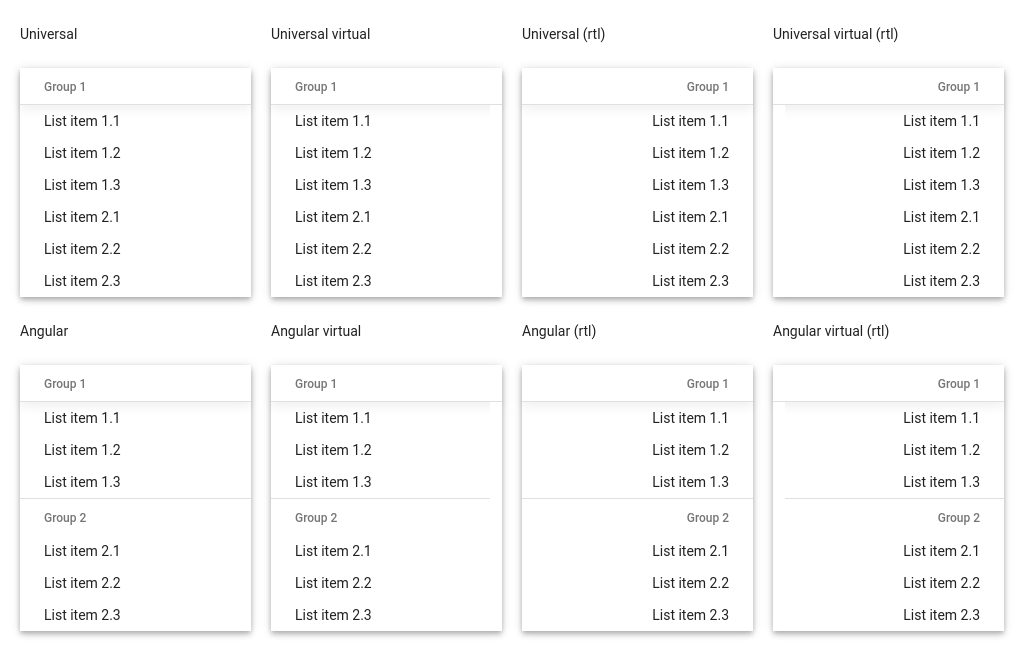 Universal
Group 1
List item 1.1
List item 1.2
List item 1.3
List item 2.1
List item 2.2
List item 2.3
Universal virtual
Group 1
List item 1.1
List item 1.2
List item 1.3
List item 2.1
List item 2.2
List item 2.3
Universal (rtl)
Group 1
List item 1.1
List item 1.2
List item 1.3
List item 2.1
List item 2.2
List item 2.3
Universal virtual (rtl)
Group 1
List item 1.1
List item 1.2
List item 1.3
List item 2.1
List item 2.2
List item 2.3
Angular
Group 1
List item 1.1
List item 1.2
List item 1.3
Group 2
List item 2.1
List item 2.2
List item 2.3
Angular virtual
Group 1
List item 1.1
List item 1.2
List item 1.3
Group 2
List item 2.1
List item 2.2
List item 2.3
Angular (rtl)
Group 1
List item 1.1
List item 1.2
List item 1.3
Group 2
List item 2.1
List item 2.2
List item 2.3
Angular virtual (rtl)
Group 1
List item 1.1
List item 1.2
List item 1.3
Group 2
List item 2.1
List item 2.2
List item 2.3